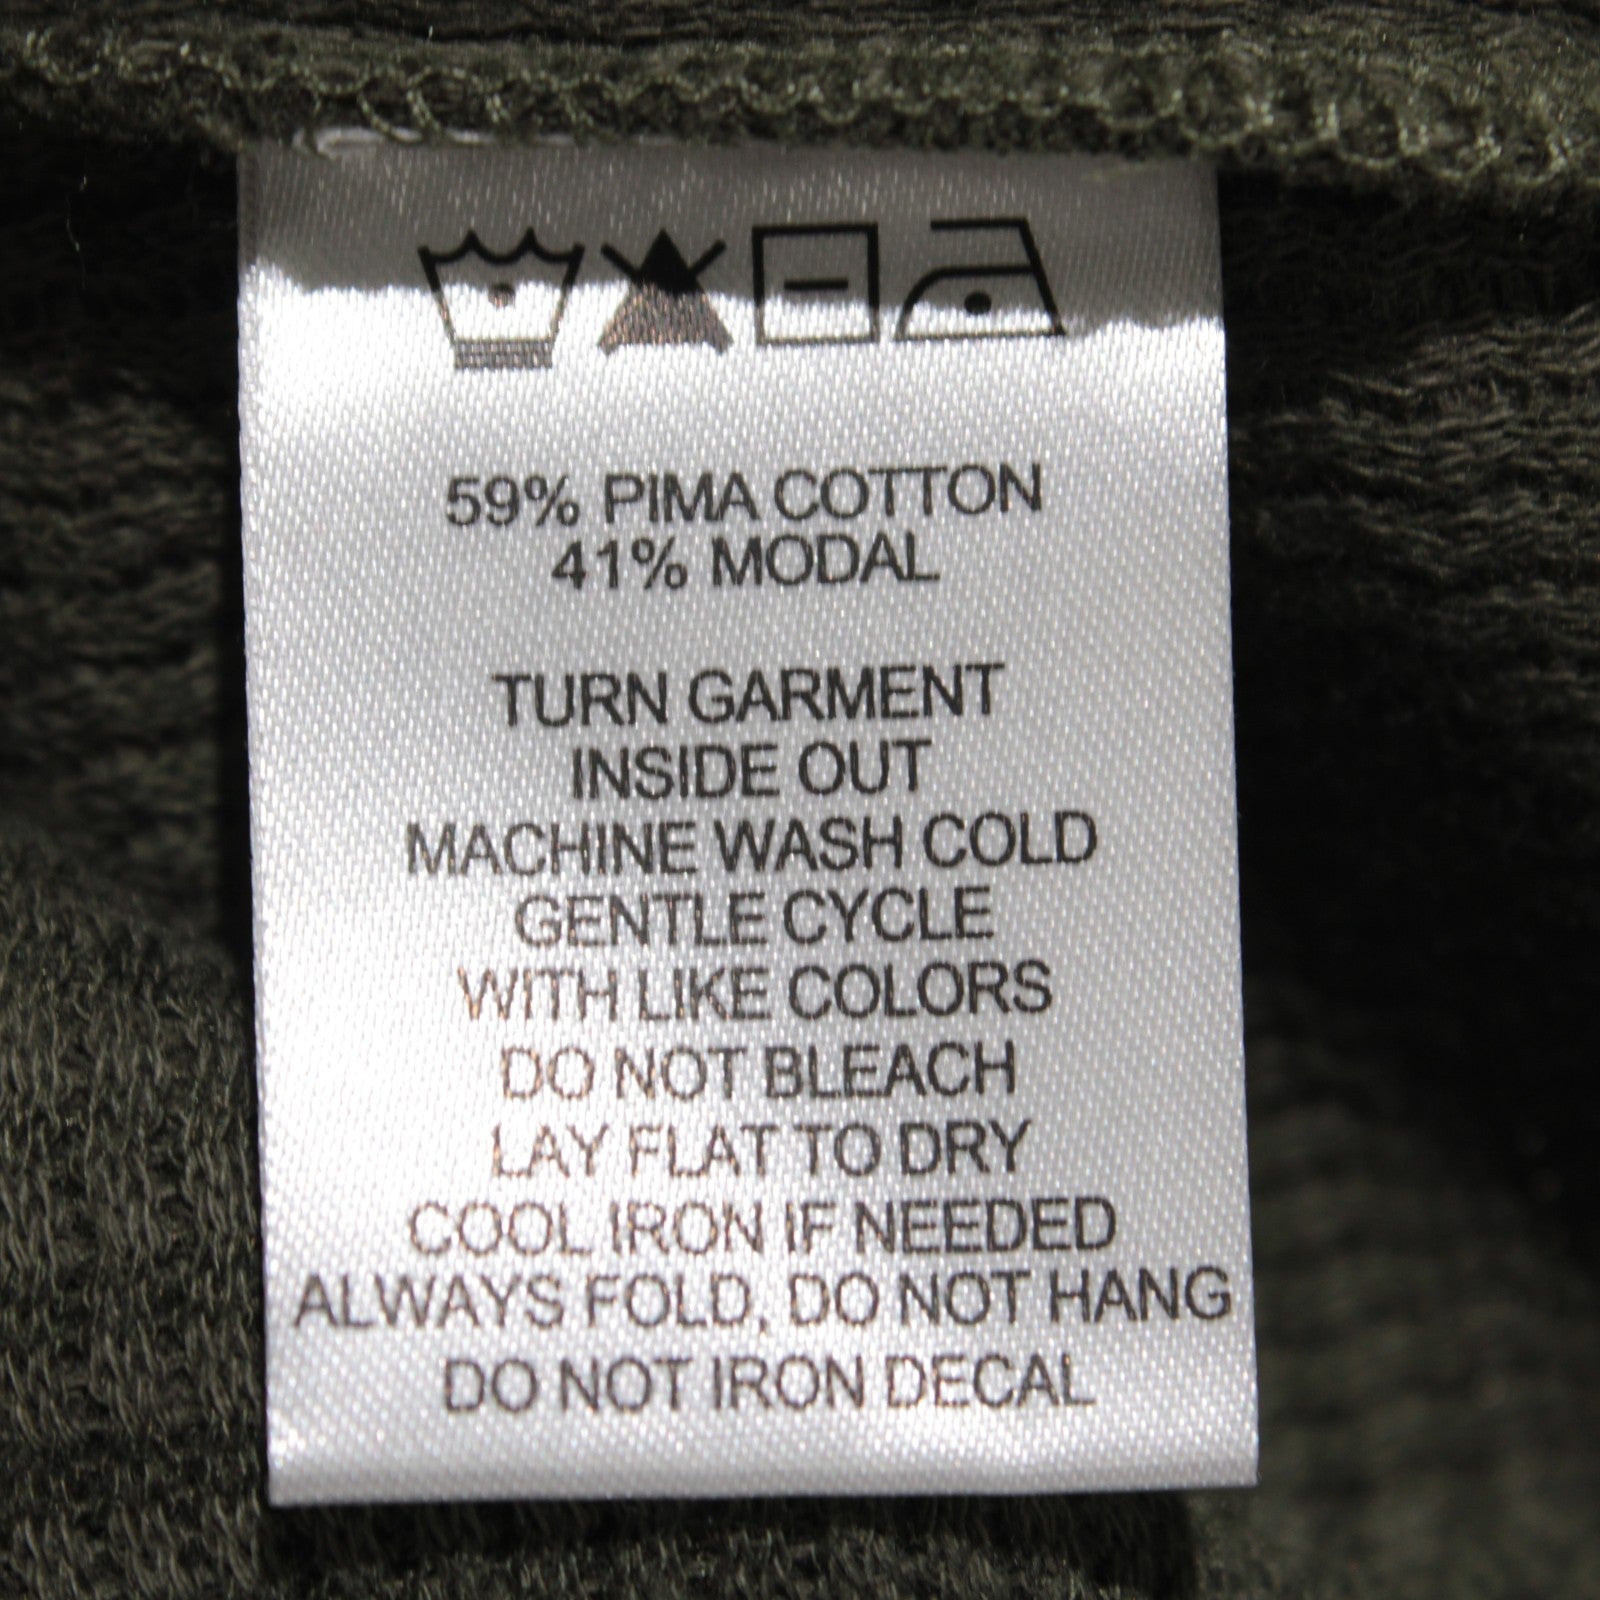 59% PIMA COTTON
41% MODAL
TURN GARMENT
INSIDE OUT
MACHINE WASH COLD
GENTLE CYCLE
WITH LIKE COLORS
DO NOT BLEACH
LAY FLAT TO DRY
COOL IRON IF NEEDED
ALWAYS FOLD, DO NOT HANG
DO NOT IRON DECAL